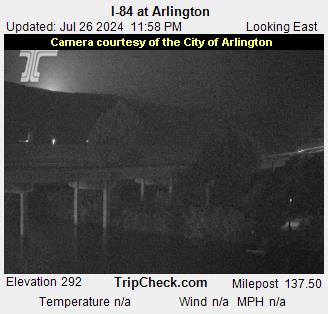 I-84 at Arlington
Updated: Jul 26 2024 11:58 PM Looking East
Camera courtesy of the City of Arlington
Elevation 292 TripCheck.com Milepost 137.50
Temperature n/a Wind n/a MPH n/a